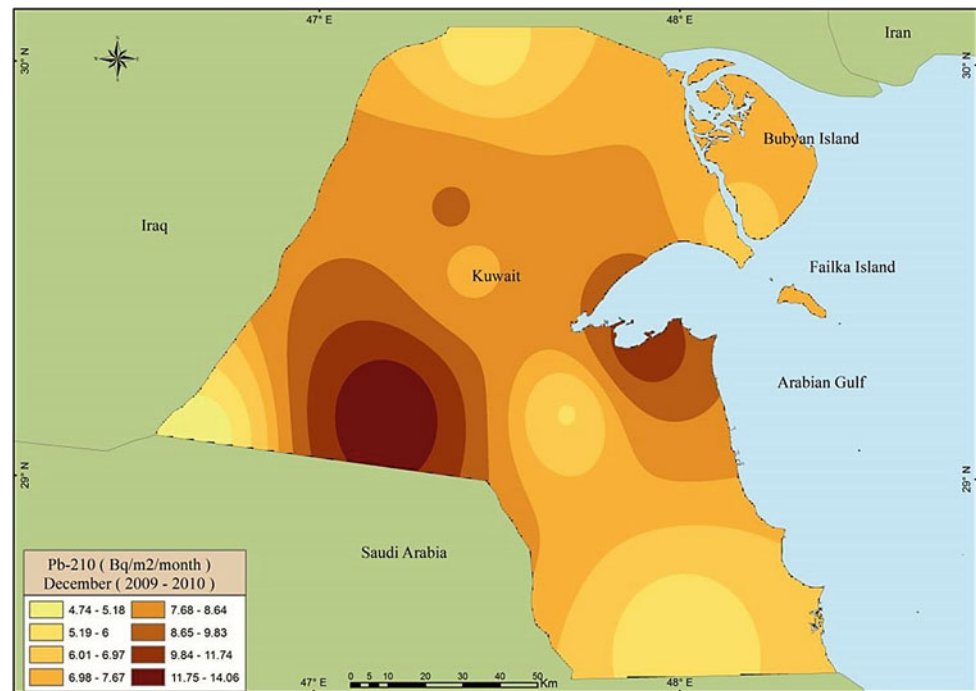 47° E
48° E
Iran
30° N
30° N
Bubyan Island
Iraq
Failka Island
Kuwait
Arabian Gulf
29° N
29° N
Saudi Arabia
Pb-210 ( Bq/m2/month)
December ( 2009 - 2010 )
4.74 - 5.18
7.68 - 8.64
5.19 - 6
8.65 - 9.83
6.01 - 6.97
9.84 - 11.74
6.98 - 7.67
11.75 - 14.06
0 5 10 20 30 40 50
Km
47° E
48° E